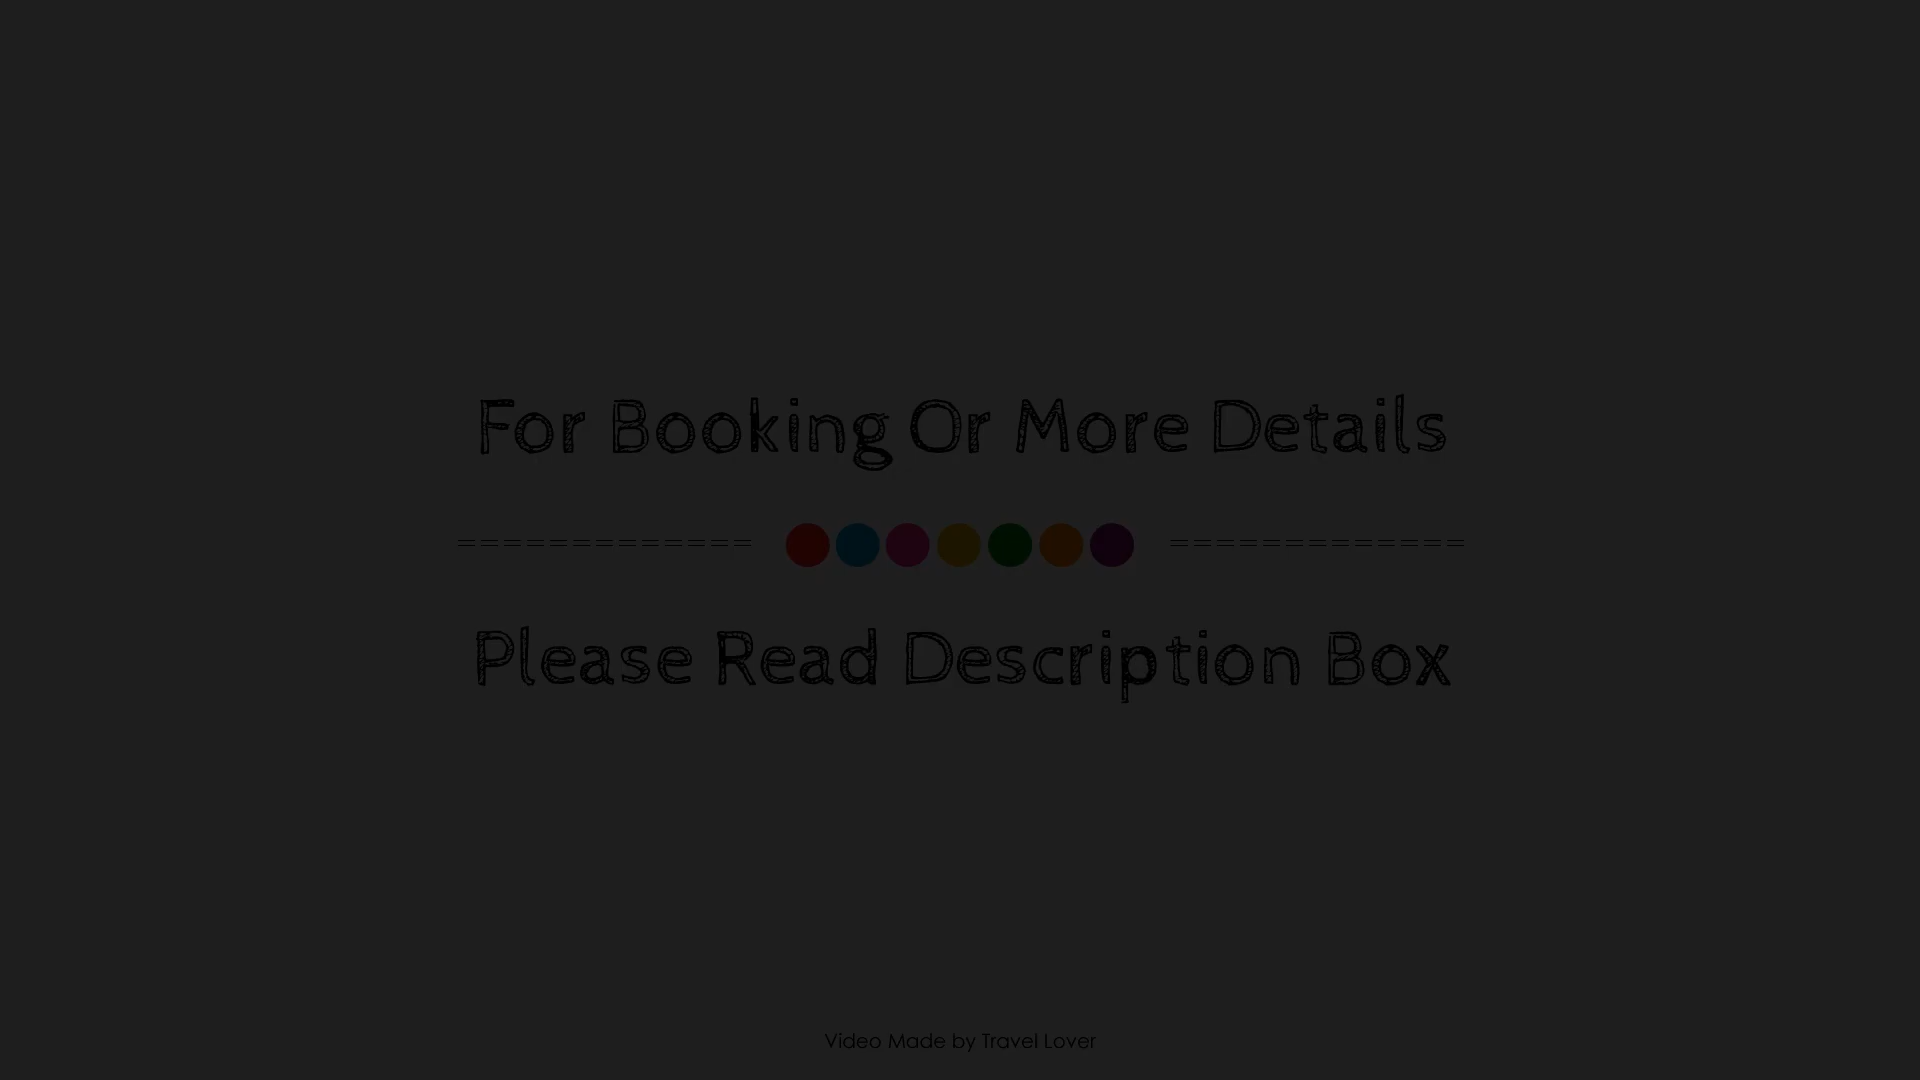 For Booking Or More Details
============= =============
Please Read Description Box
Video Made by Travel Lover